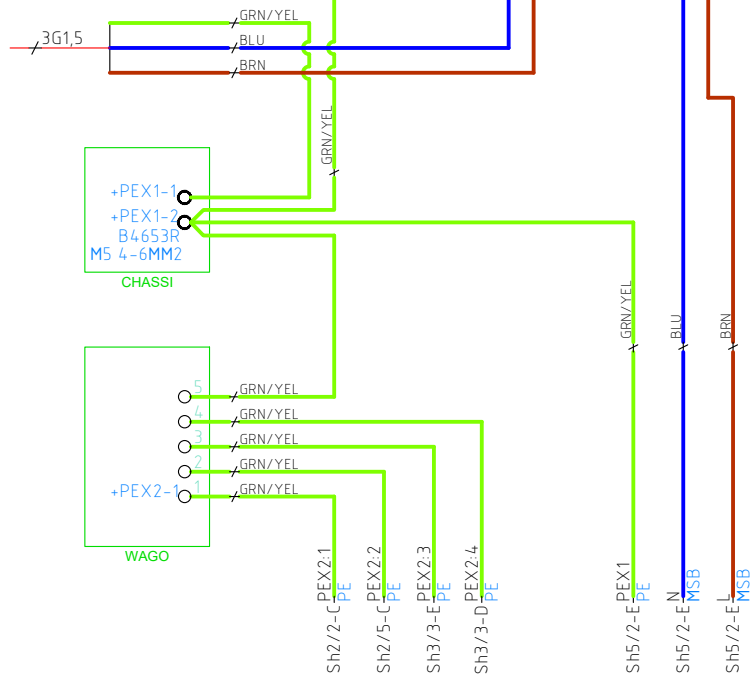 GRN/YEL
3G1,5
BLU
BRN
GRN/YEL
+PEX1-1
+PEX1-2
B4653R
M5 4-6MM2
CHASSI
GRN/YEL
BLU
BRN
5
GRN/YEL
4
GRN/YEL
3
GRN/YEL
2
GRN/YEL
+PEX2-1
1
GRN/YEL
WAGO
PEX2:1
PE
Sh2/2-C
PEX2:2
PE
Sh2/5-C
PEX2:3
PE
Sh3/3-E
PEX2:4
PE
Sh3/3-D
PEX1
PE
Sh5/2-E
N
MSB
Sh5/2-E
L
MSB
Sh5/2-E